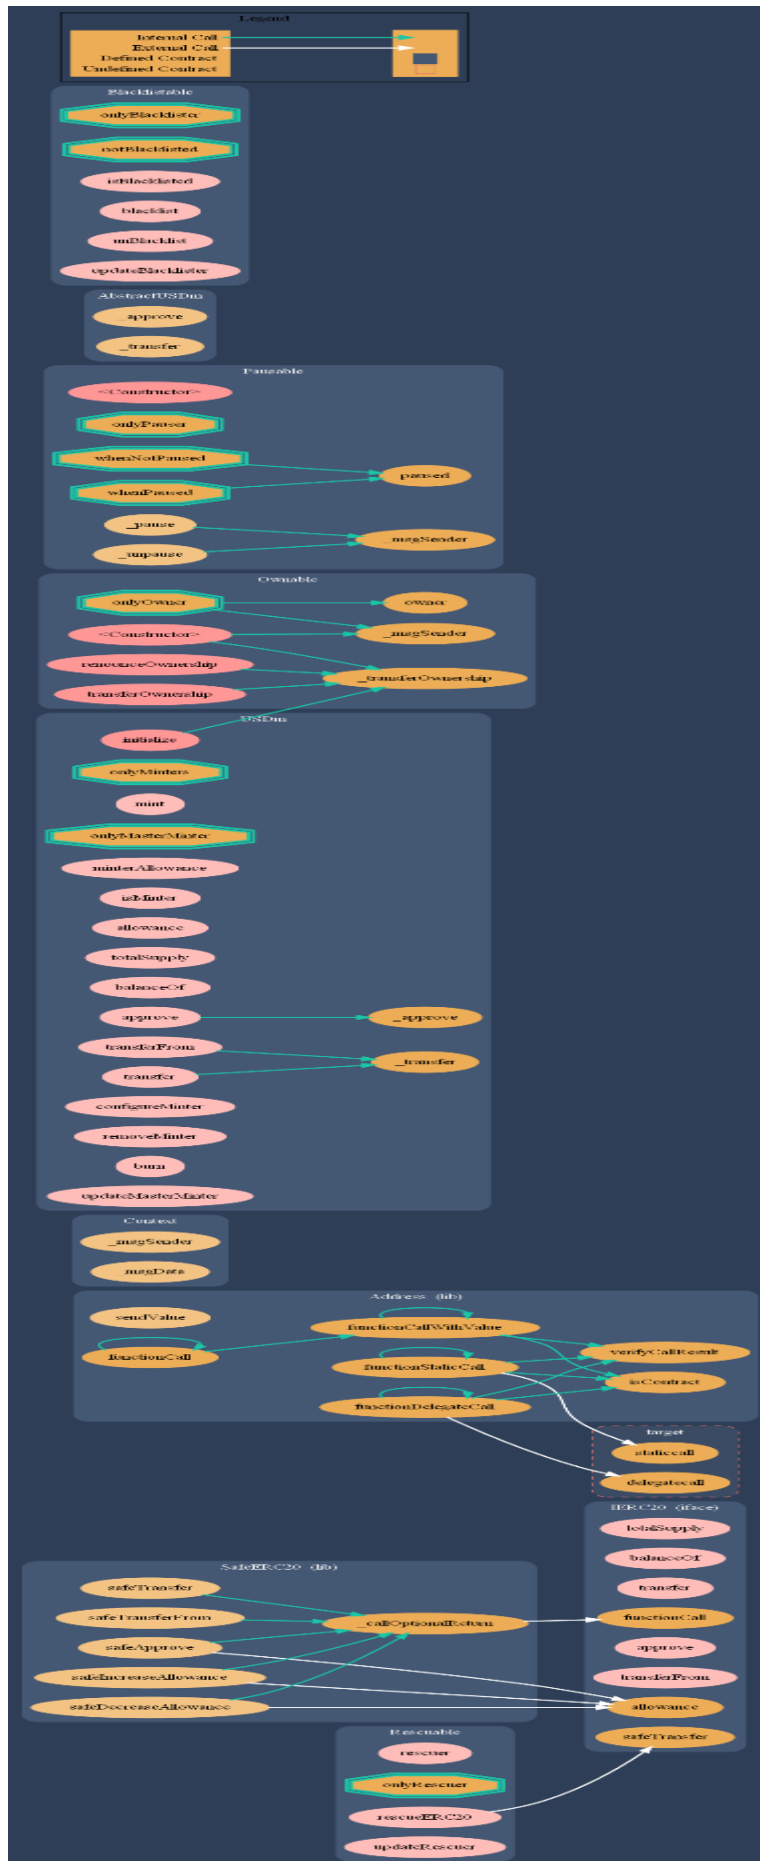 Legend
Internal Call
External Call
Defined Contract
Undefined Contract
Blacklistable
onlyBlacklister
notBlacklisted
isBlacklisted
blacklist
unBlacklist
updateBlacklister
AbstractUSDm
_approve
_transfer
Pausable
<Constructor>
onlyPauser
whenNotPaused
paused
whenPaused
_pause
_msgSender
_unpause
Ownable
onlyOwner
owner
<Constructor>
_msgSender
renounceOwnership
_transferOwnership
transferOwnership
USDm
initialize
onlyMinters
mint
onlyMasterMinter
minterAllowance
isMinter
allowance
totalSupply
balanceOf
approve
_approve
transferFrom
_transfer
transfer
configureMinter
removeMinter
burn
updateMasterMinter
Context
_msgSender
_msgData
Address (lib)
sendValue
functionCallWithValue
functionCall
verifyCallResult
functionStaticCall
isContract
functionDelegateCall
target
staticcall
delegatecall
IERC20 (iface)
totalSupply
balanceOf
transfer
functionCall
approve
transferFrom
allowance
safeTransfer
SafeERC20 (lib)
safeTransfer
safeTransferFrom
_callOptionalReturn
safeApprove
safeIncreaseAllowance
safeDecreaseAllowance
Rescuable
rescuer
onlyRescuer
rescueERC20
updateRescuer